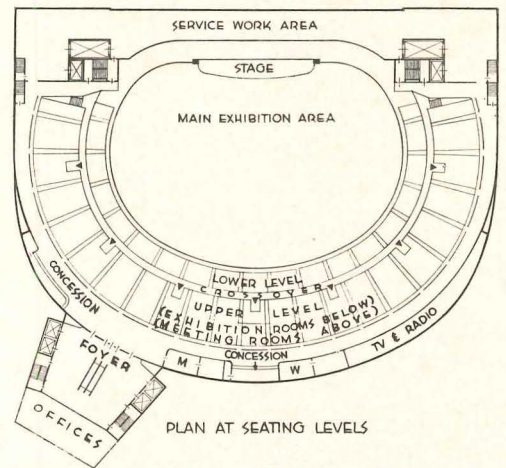 SERVICE WORK AREA
STAGE
MAIN EXHIBITION AREA
LOWER LEVEL
CROSSOVER
UPPER LEVEL
(EXHIBITION ROOMS BELOW)
(MEETING ROOMS ABOVE)
CONCESSION
CONCESSION
TV & RADIO
FOYER
M
W
OFFICES
PLAN AT SEATING LEVELS